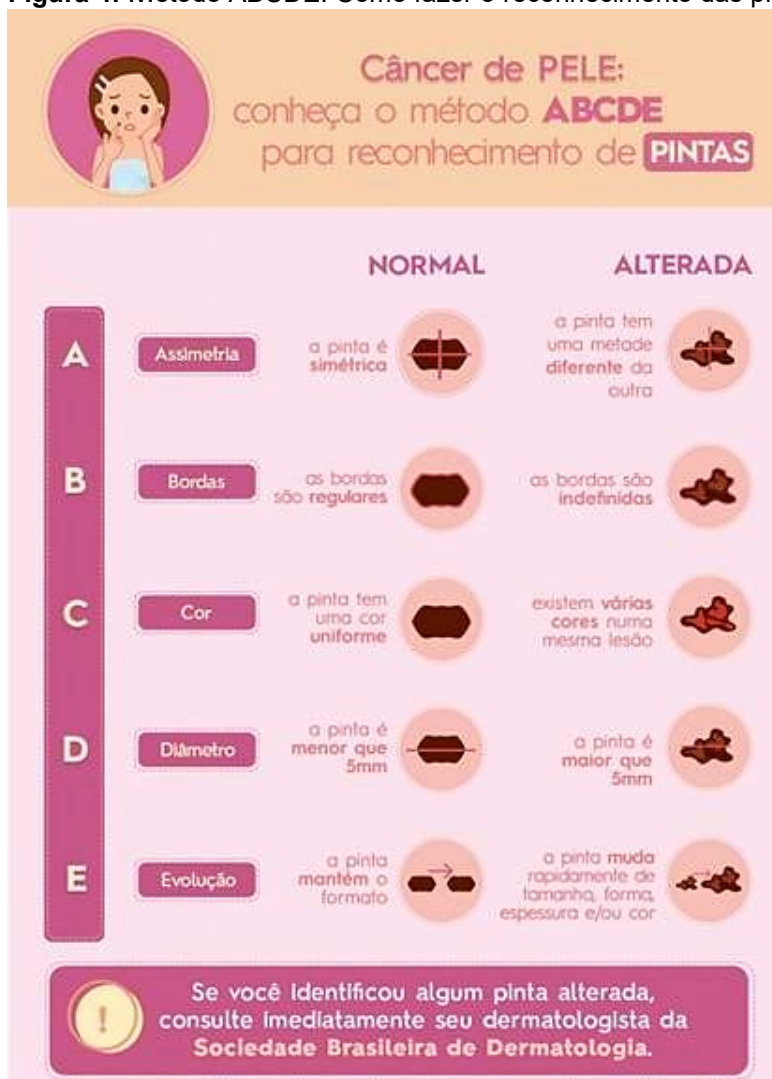 Câncer de PELE:
conheça o método ABCDE
para reconhecimento de PINTAS
NORMAL
ALTERADA
A
Assimetria
a pinta é
simétrica
a pinta tem
uma metade
diferente da
outra
B
Bordas
as bordas
são regulares
as bordas são
indefinidas
C
Cor
a pinta tem
uma cor
uniforme
existem várias
cores numa
mesma lesão
D
Diâmetro
a pinta é
menor que
5mm
a pinta é
maior que
5mm
E
Evolução
a pinta
mantém o
formato
a pinta muda
rapidamente de
tamanho, forma,
espessura e/ou cor
!
Se você identificou algum pinta alterada,
consulte imediatamente seu dermatologista da
Sociedade Brasileira de Dermatologia.